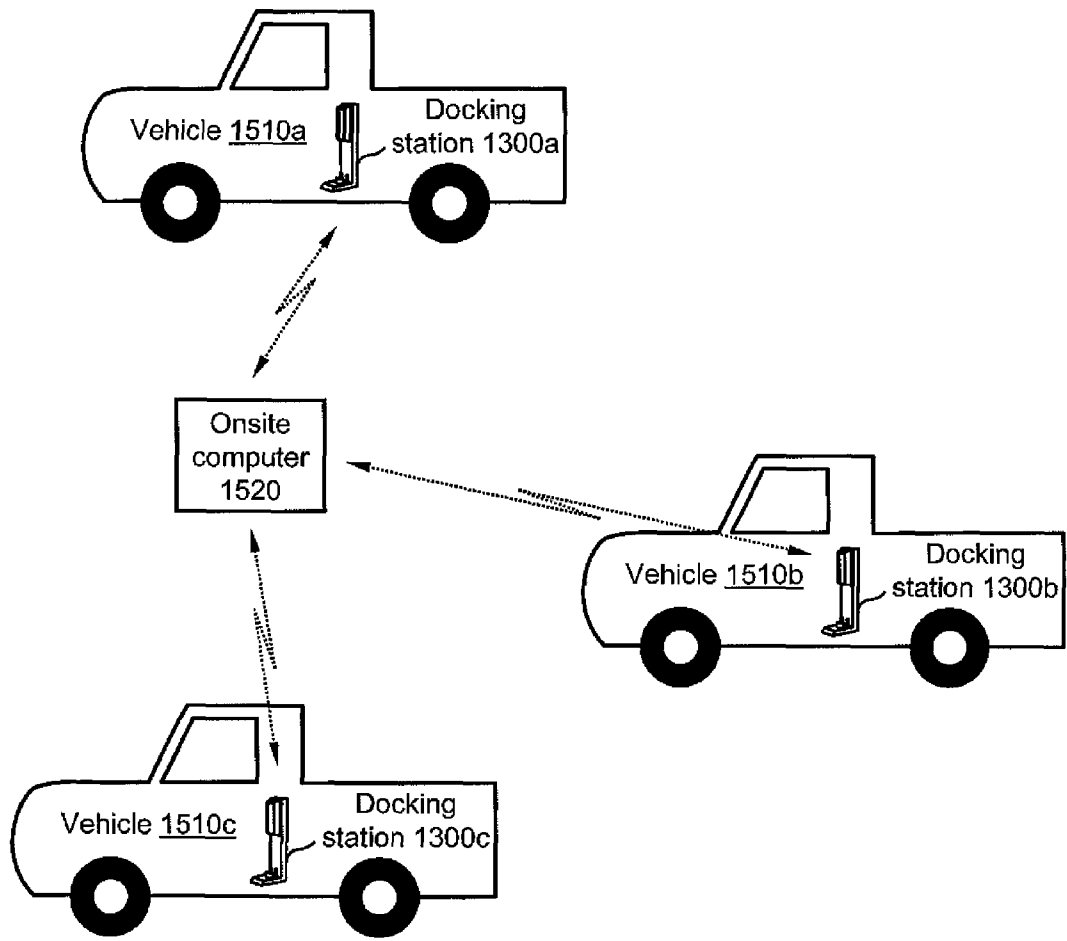 Vehicle 1510a
Docking
station 1300a
Onsite
computer
1520
Vehicle 1510b
Docking
station 1300b
Vehicle 1510c
Docking
station 1300c